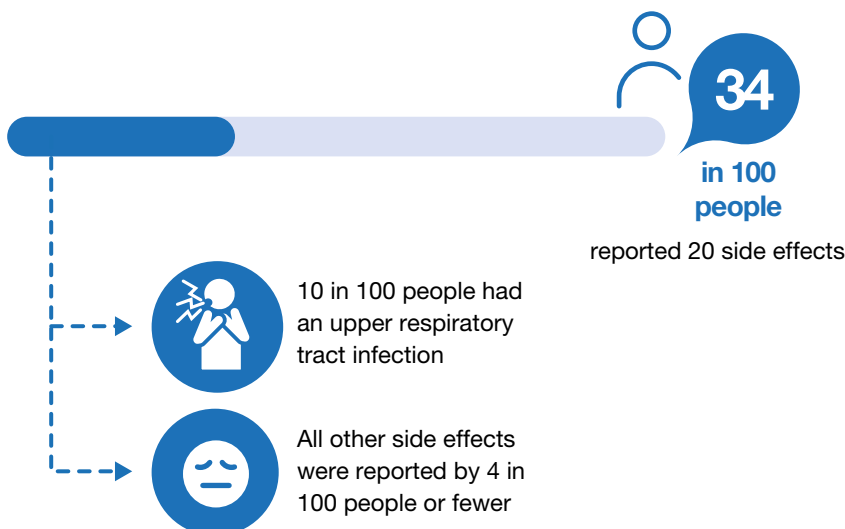 34
in 100
people
reported 20 side effects
10 in 100 people had
an upper respiratory
tract infection
All other side effects
were reported by 4 in
100 people or fewer